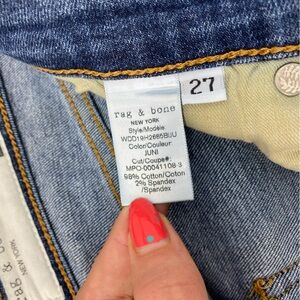 rag & bone
NEW YORK
Style/Modèle
WDD19H2685BIJU
Color/Couleur
JUNI
Cut/Coupe#:
MPO-00041108-3
98% Cotton/Coton
2% Spandex
/Spandex
27